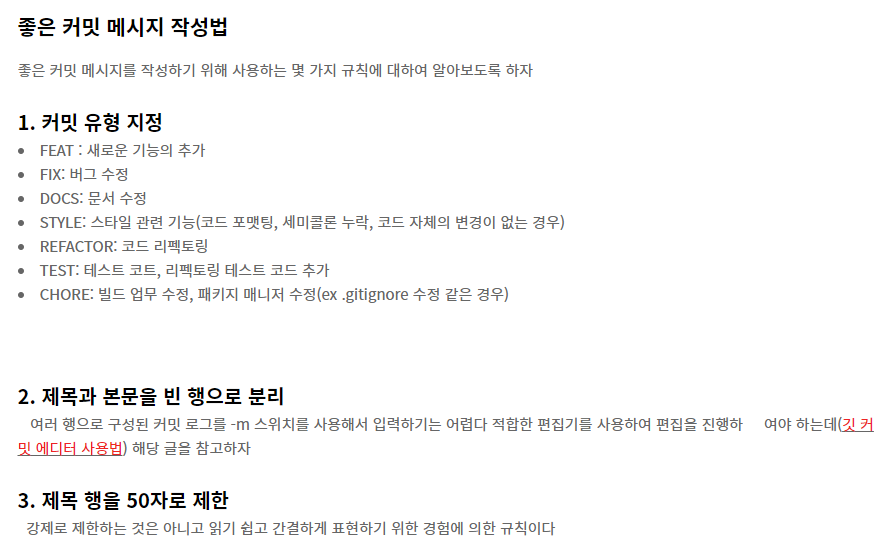 좋은 커밋 메시지 작성법
좋은 커밋 메시지를 작성하기 위해 사용하는 몇 가지 규칙에 대하여 알아보도록 하자
1. 커밋 유형 지정
• FEAT : 새로운 기능의 추가
• FIX: 버그 수정
• DOCS: 문서 수정
• STYLE: 스타일 관련 기능(코드 포맷팅, 세미콜론 누락, 코드 자체의 변경이 없는 경우)
• REFACTOR: 코드 리펙토링
• TEST: 테스트 코트, 리펙토링 테스트 코드 추가
• CHORE: 빌드 업무 수정, 패키지 매니저 수정(ex .gitignore 수정 같은 경우)
2. 제목과 본문을 빈 행으로 분리
여러 행으로 구성된 커밋 로그를 -m 스위치를 사용해서 입력하기는 어렵다 적합한 편집기를 사용하여 편집을 진행하 여야 하는데(깃 커
밋 에디터 사용법) 해당 글을 참고하자
3. 제목 행을 50자로 제한
강제로 제한하는 것은 아니고 읽기 쉽고 간결하게 표현하기 위한 경험에 의한 규칙이다